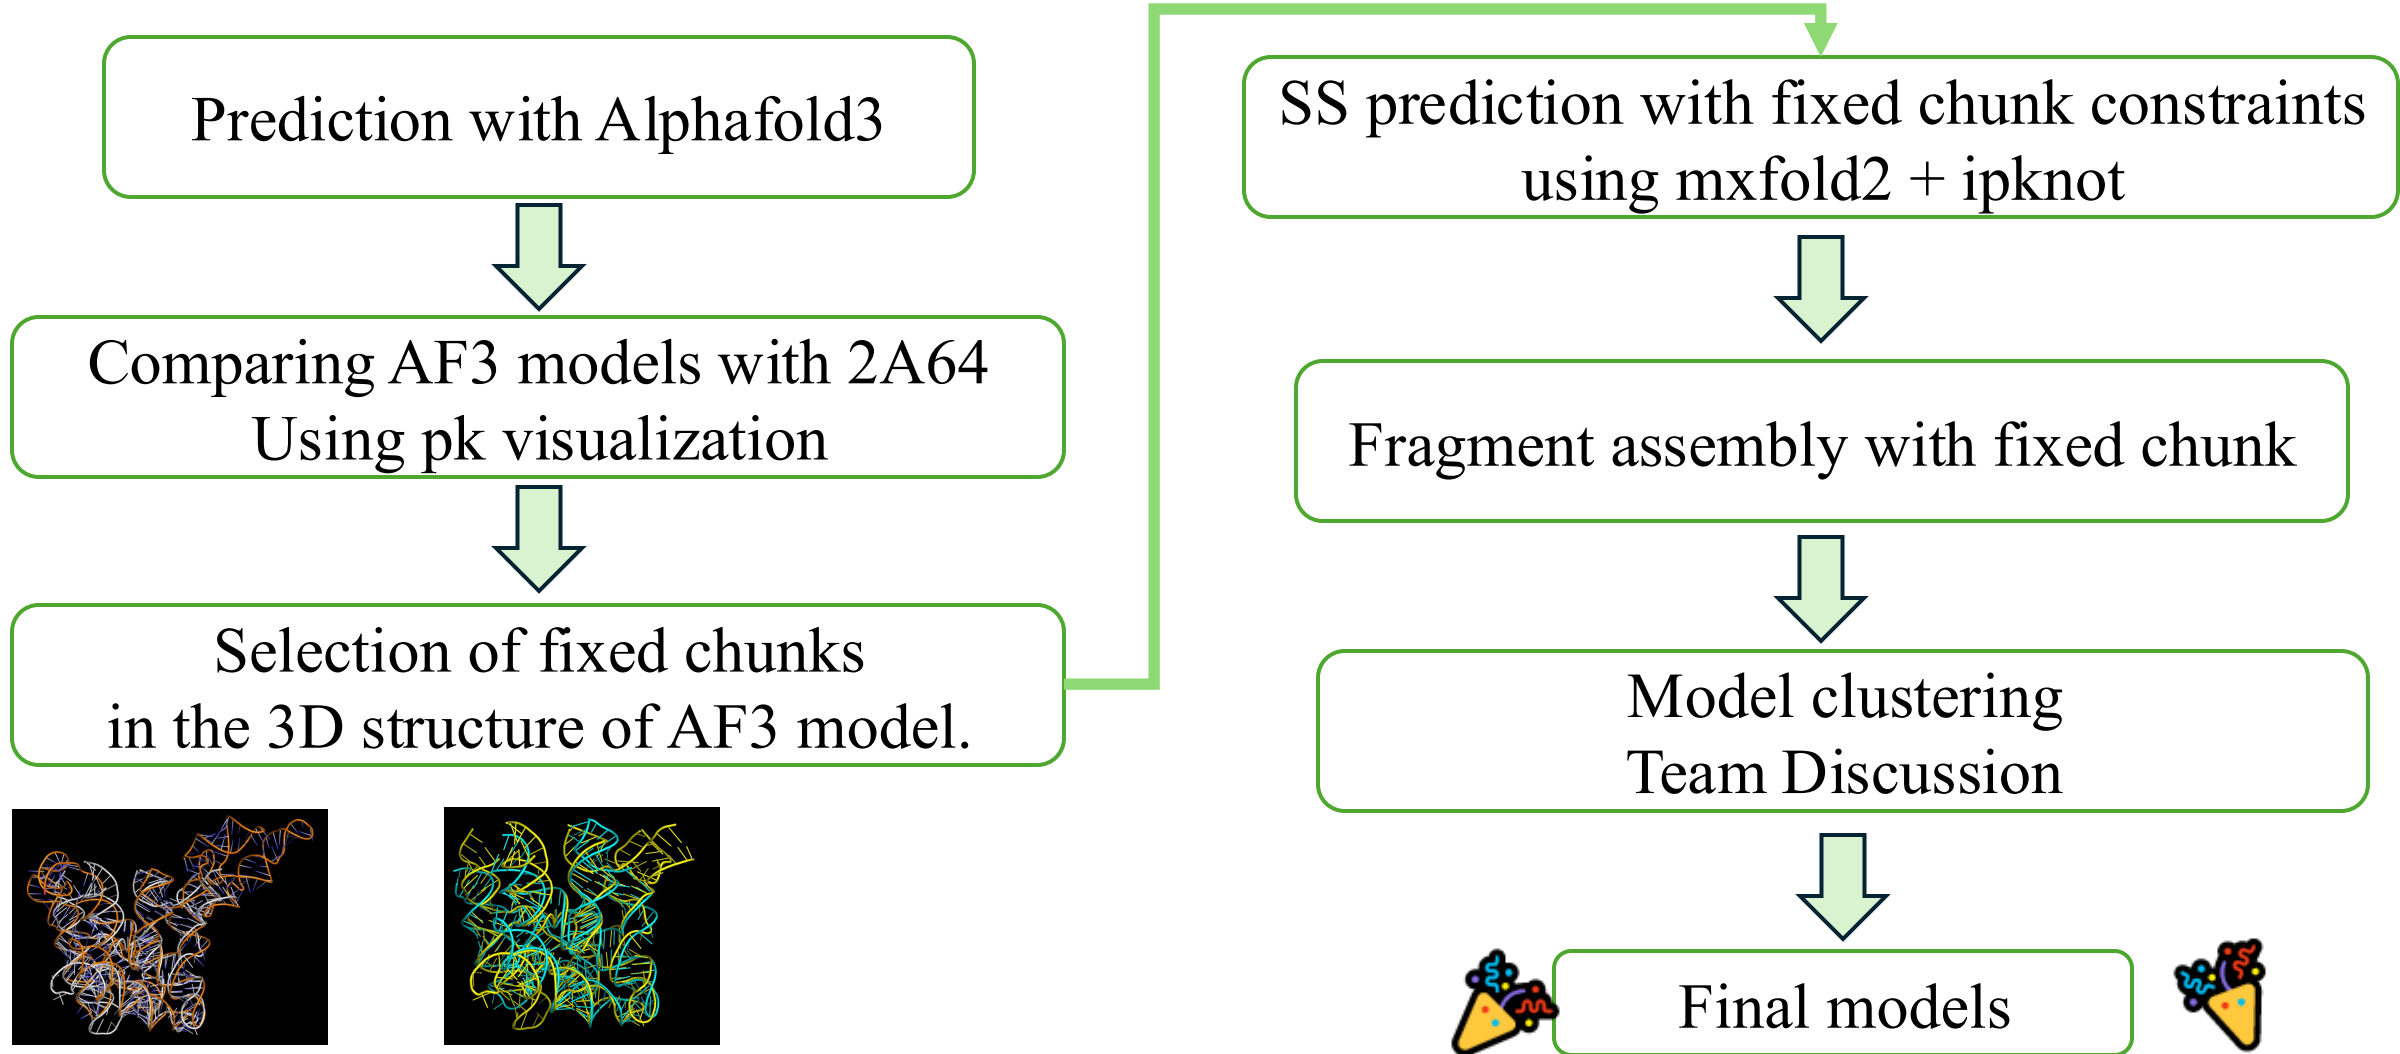 Prediction with Alphafold3
Comparing AF3 models with 2A64
Using pk visualization
Selection of fixed chunks
in the 3D structure of AF3 model.
SS prediction with fixed chunk constraints
using mxfold2 + ipknot
Fragment assembly with fixed chunk
Model clustering
Team Discussion
Final models